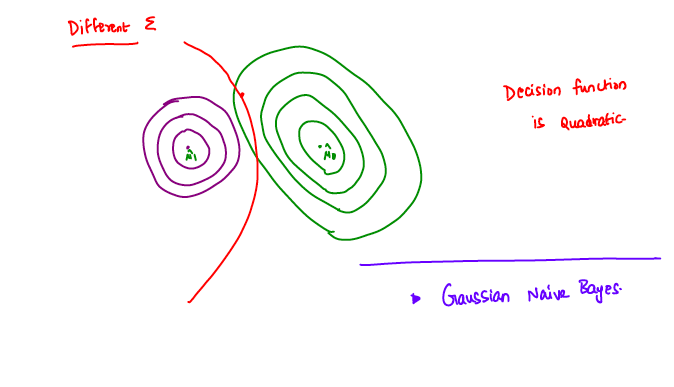 Different Σ
Decision function
is Quadratic
μ̂1
μ̂0
▸ Gaussian Naive Bayes.